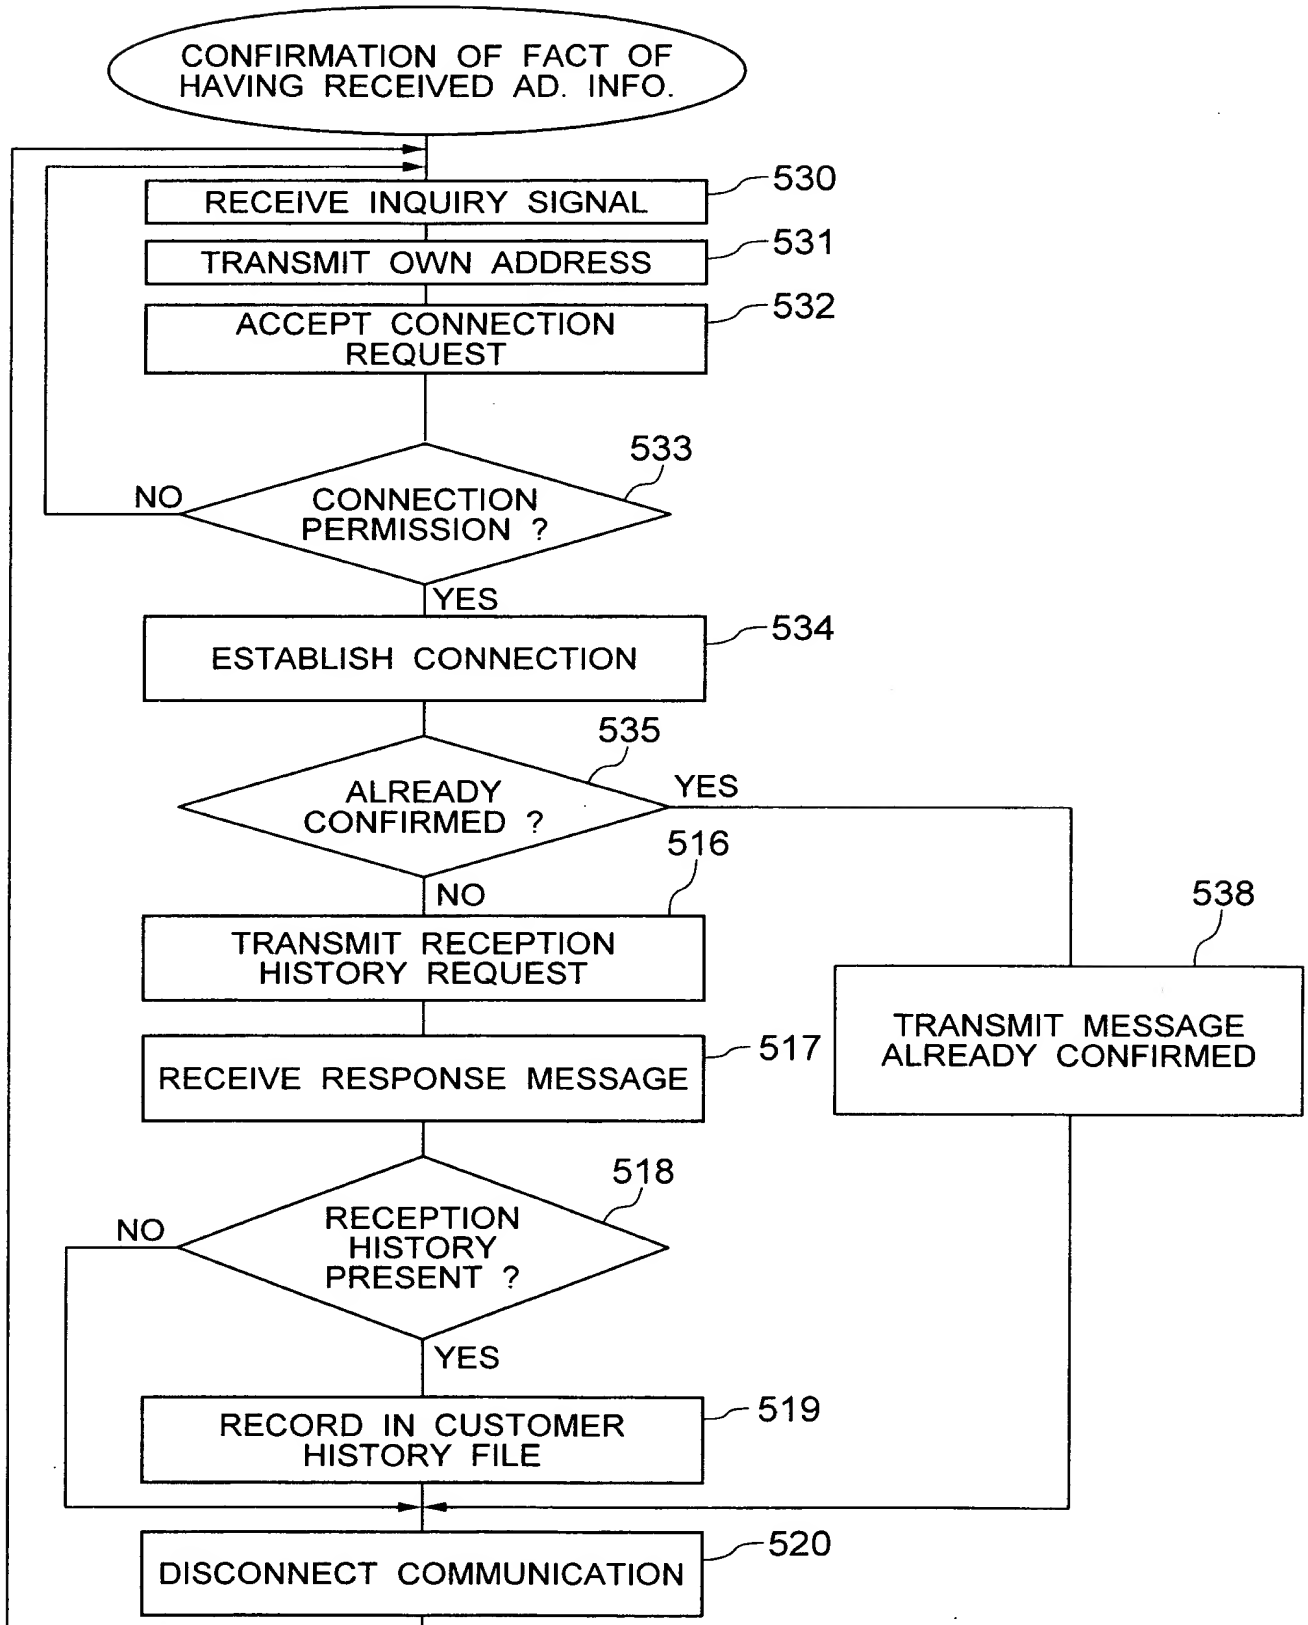 CONFIRMATION OF FACT OF
HAVING RECEIVED AD. INFO.
530
RECEIVE INQUIRY SIGNAL
531
TRANSMIT OWN ADDRESS
532
ACCEPT CONNECTION
REQUEST
533
NO
CONNECTION
PERMISSION ?
YES
534
ESTABLISH CONNECTION
535
YES
ALREADY
CONFIRMED ?
516
NO
538
TRANSMIT RECEPTION
HISTORY REQUEST
TRANSMIT MESSAGE
ALREADY CONFIRMED
517
RECEIVE RESPONSE MESSAGE
518
NO
RECEPTION
HISTORY
PRESENT ?
YES
519
RECORD IN CUSTOMER
HISTORY FILE
520
DISCONNECT COMMUNICATION